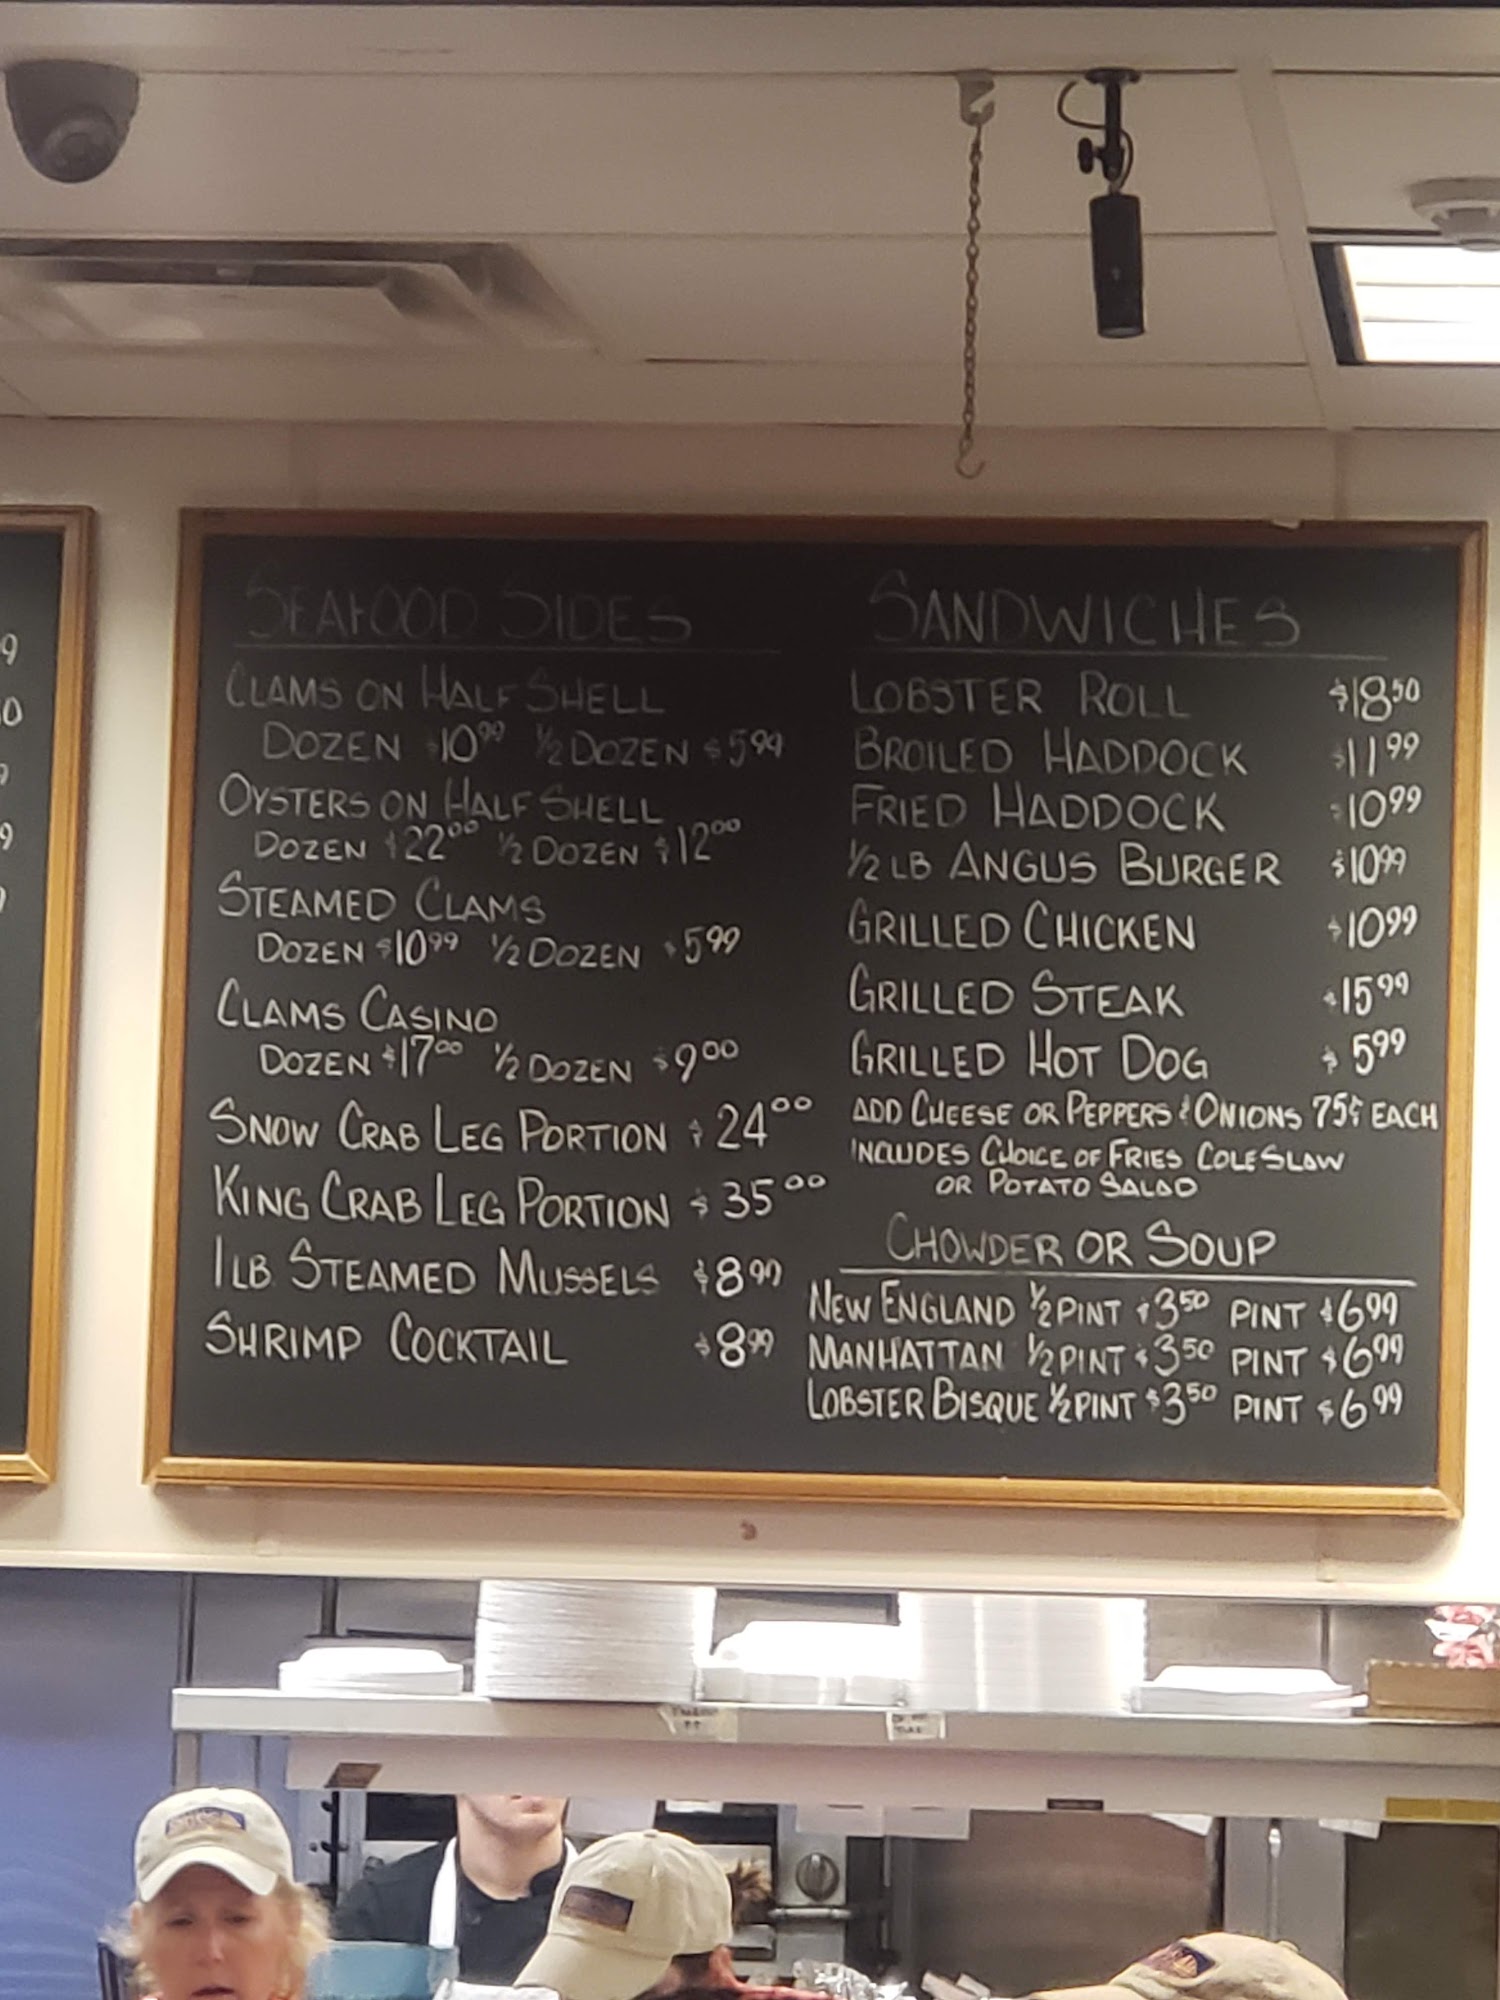 SEAFOOD SIDES
CLAMS ON HALF SHELL
DOZEN $10.99 ½ DOZEN $5.99
OYSTERS ON HALF SHELL
DOZEN $22.00 ½ DOZEN $12.00
STEAMED CLAMS
DOZEN $10.99 ½ DOZEN $5.99
CLAMS CASINO
DOZEN $17.00 ½ DOZEN $9.00
SNOW CRAB LEG PORTION $24.00
KING CRAB LEG PORTION $35.00
1 LB STEAMED MUSSELS $8.99
SHRIMP COCKTAIL $8.99
SANDWICHES
LOBSTER ROLL $18.50
BROILED HADDOCK $11.99
FRIED HADDOCK $10.99
½ LB ANGUS BURGER $10.99
GRILLED CHICKEN $10.99
GRILLED STEAK $15.99
GRILLED HOT DOG $5.99
ADD CHEESE OR PEPPERS & ONIONS 75¢ EACH
INCLUDES CHOICE OF FRIES COLESLAW
OR POTATO SALAD
CHOWDER OR SOUP
NEW ENGLAND ½ PINT $3.50 PINT $6.99
MANHATTAN ½ PINT $3.50 PINT $6.99
LOBSTER BISQUE ½ PINT $3.50 PINT $6.99